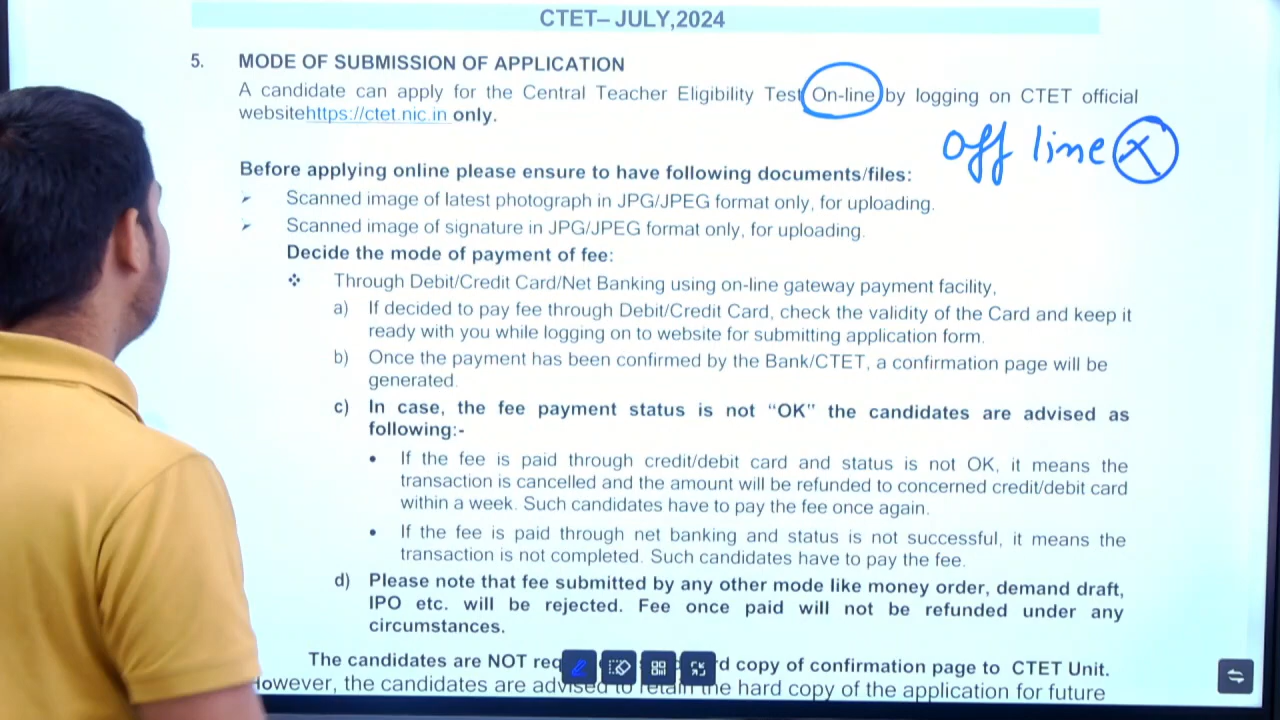 CTET– JULY,2024
5. MODE OF SUBMISSION OF APPLICATION
A candidate can apply for the Central Teacher Eligibility Test On-line by logging on CTET official
websitehttps://ctet.nic.in only.
Off line X
Before applying online please ensure to have following documents/files:
➢ Scanned image of latest photograph in JPG/JPEG format only, for uploading.
➢ Scanned image of signature in JPG/JPEG format only, for uploading.
Decide the mode of payment of fee:
❖ Through Debit/Credit Card/Net Banking using on-line gateway payment facility,
a) If decided to pay fee through Debit/Credit Card, check the validity of the Card and keep it
ready with you while logging on to website for submitting application form.
b) Once the payment has been confirmed by the Bank/CTET, a confirmation page will be
generated.
c) In case, the fee payment status is not “OK” the candidates are advised as
following:-
• If the fee is paid through credit/debit card and status is not OK, it means the
transaction is cancelled and the amount will be refunded to concerned credit/debit card
within a week. Such candidates have to pay the fee once again.
• If the fee is paid through net banking and status is not successful, it means the
transaction is not completed. Such candidates have to pay the fee.
d) Please note that fee submitted by any other mode like money order, demand draft,
IPO etc. will be rejected. Fee once paid will not be refunded under any
circumstances.
The candidates are NOT copy of confirmation page to CTET Unit.
However, the candidates are advised to retain the hard copy of the application for future